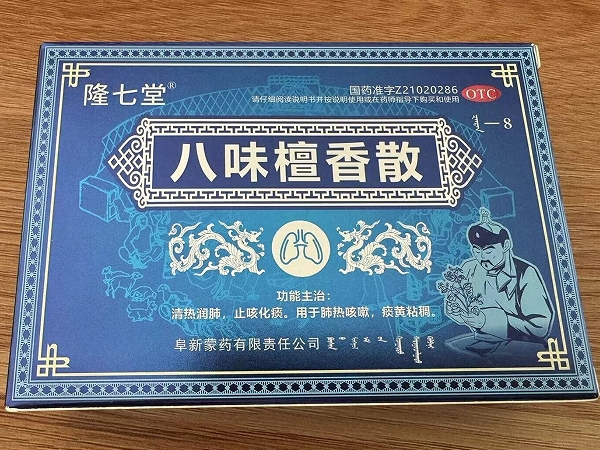 隆七堂®
国药准字Z21020286
请仔细阅读说明书并按说明使用或在药师指导下购买和使用
OTC
—8
八味檀香散
功能主治:
清热润肺，止咳化痰。用于肺热咳嗽，痰黄粘稠。
阜新蒙药有限责任公司